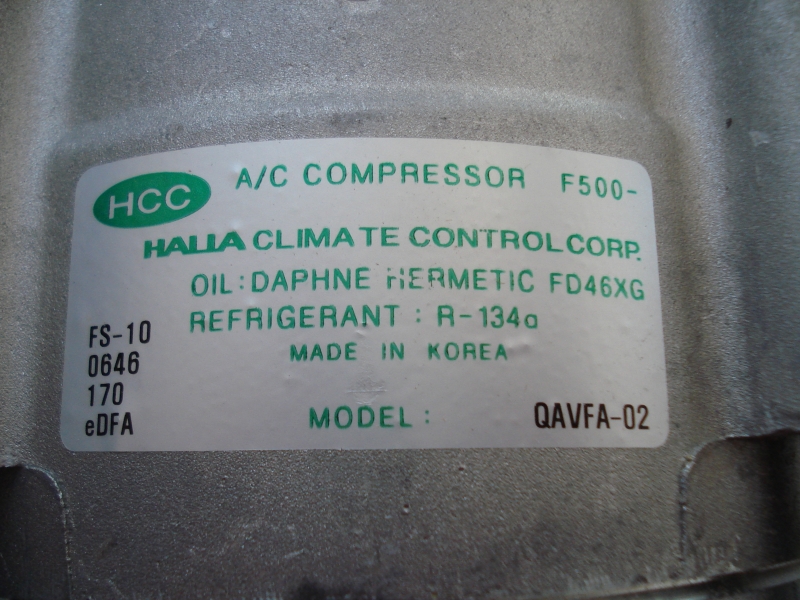 HCC A/C COMPRESSOR F500-
HALLA CLIMATE CONTROL CORP.
OIL : DAPHNE HERMETIC FD46XG
REFRIGERANT : R-134a
MADE IN KOREA
FS-10
0646
170
eDFA
MODEL : QAVFA-02